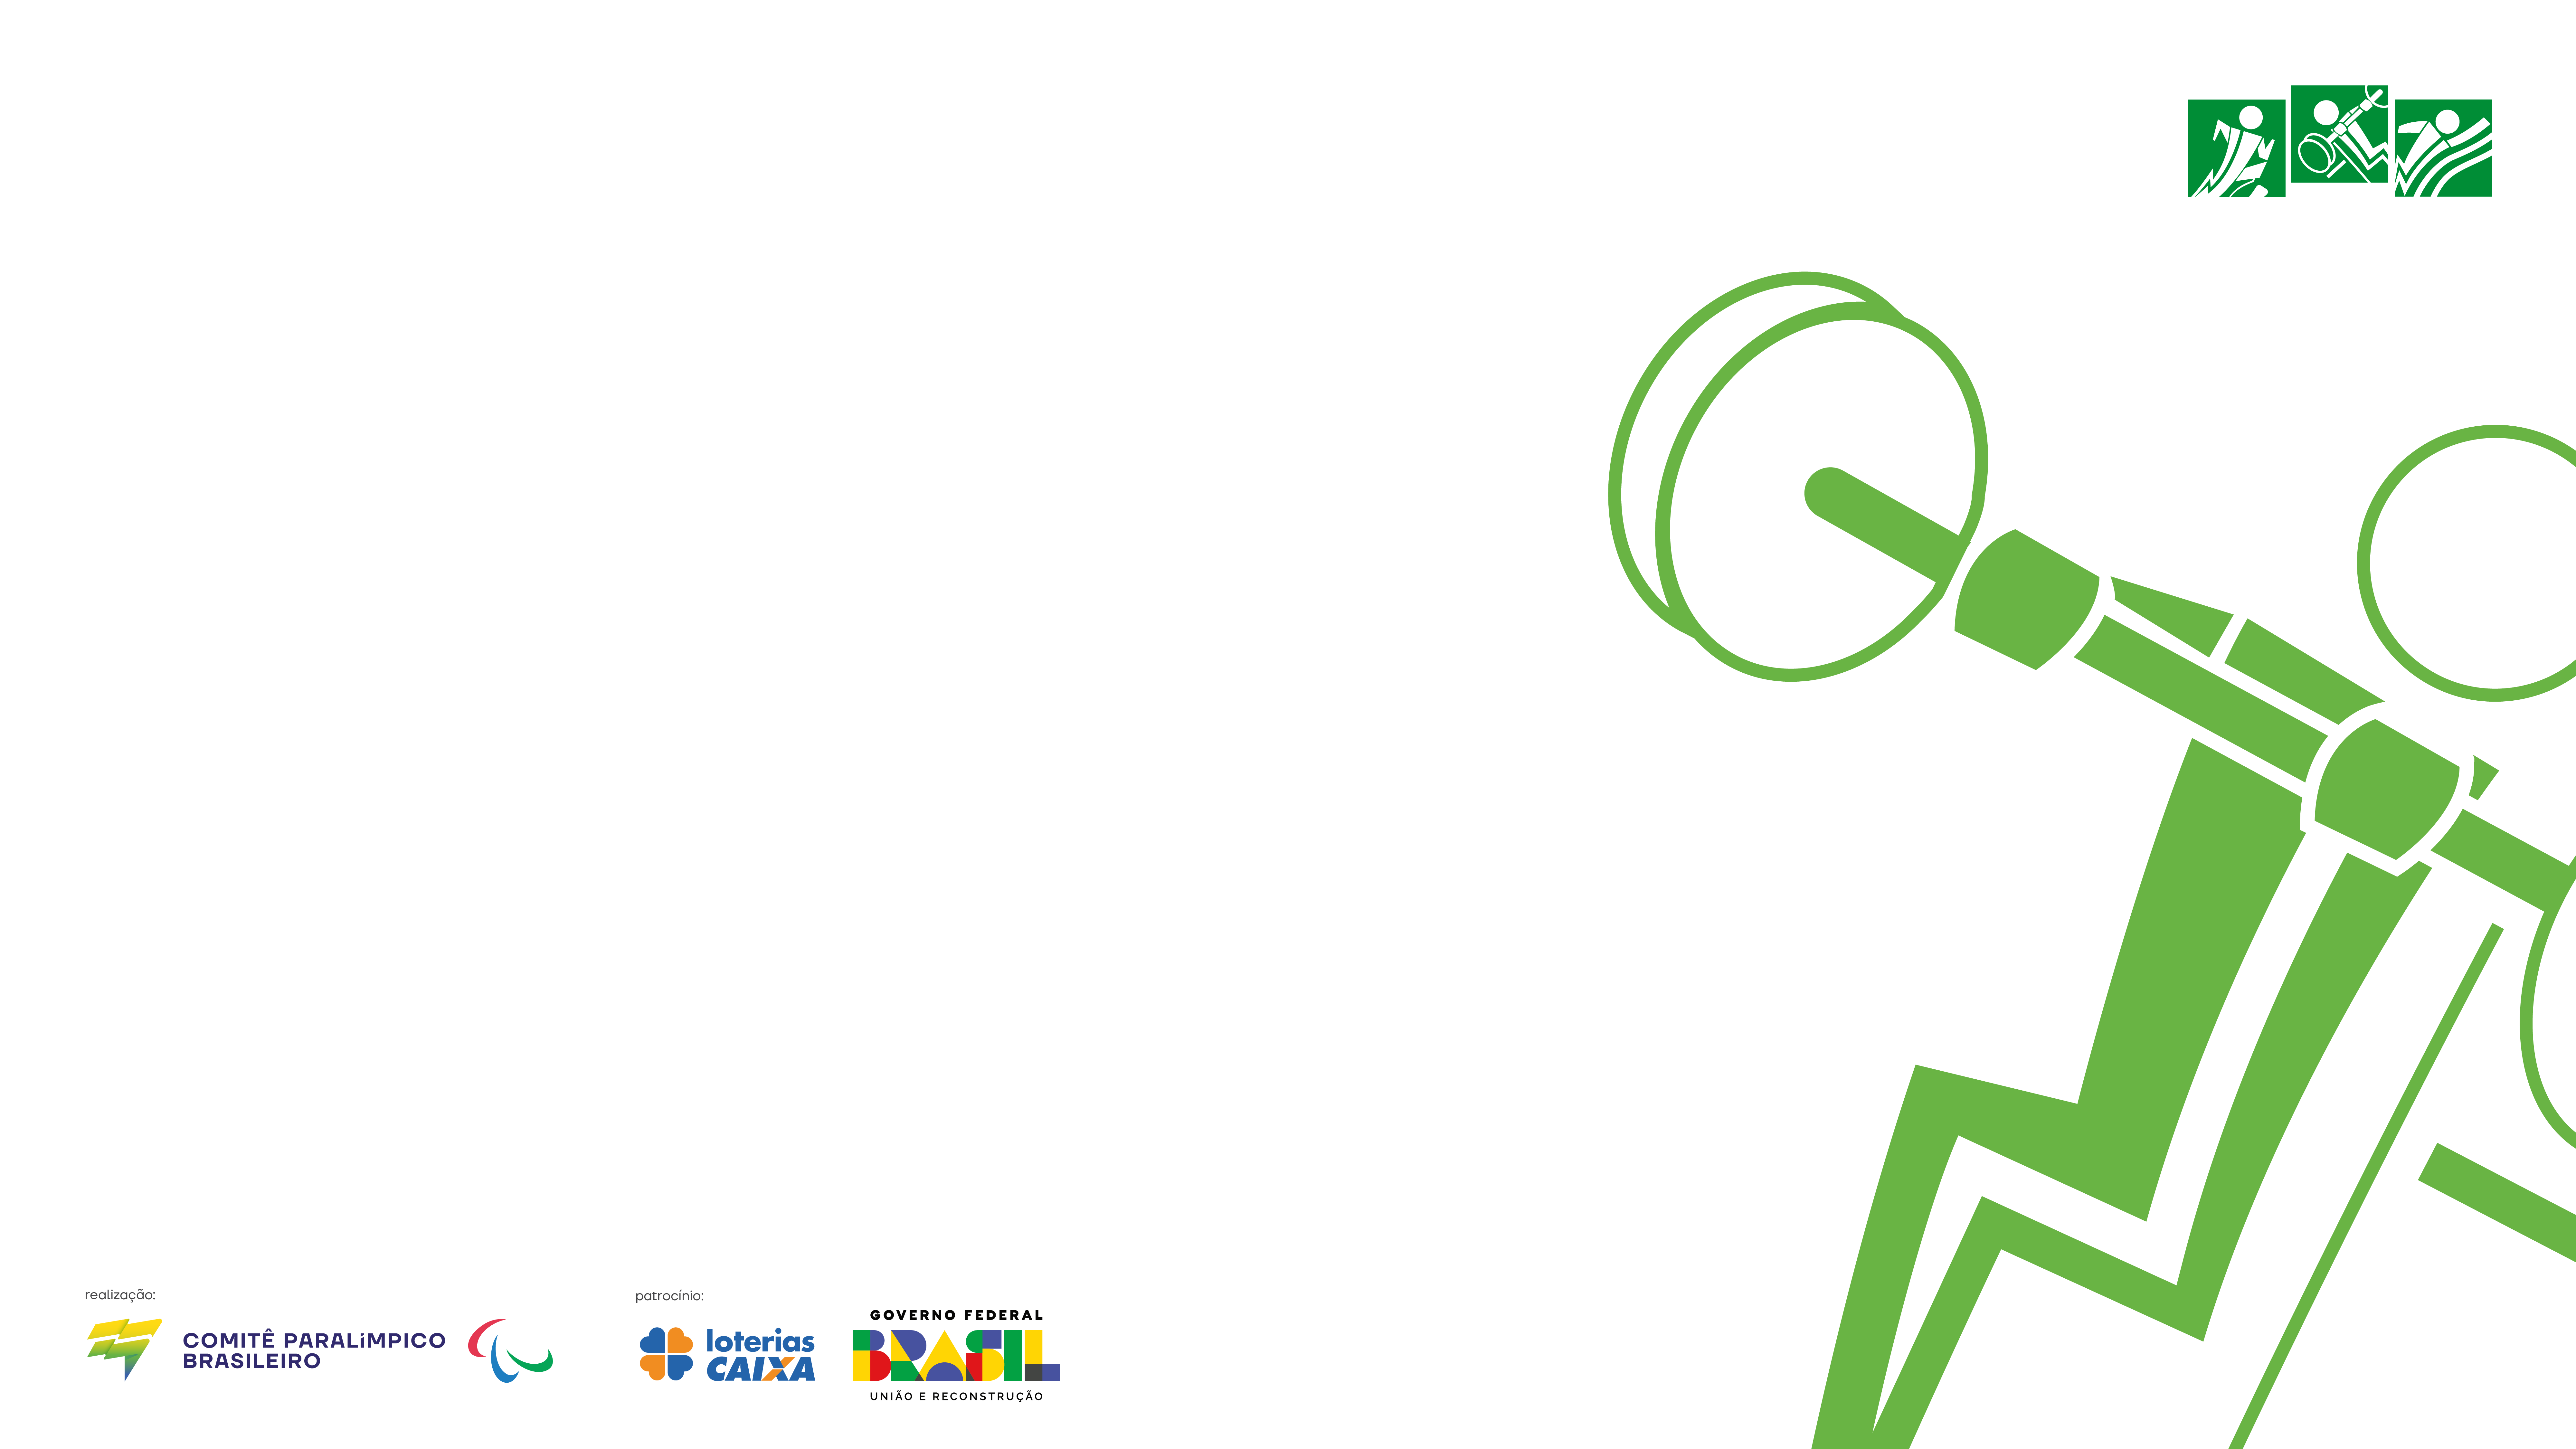 realização:
COMITÊ PARALíMPICO
BRASILEIRO
patrocínio:
loterias
CAIXA
GOVERNO FEDERAL
BRASIL
UNIÃO E RECONSTRUÇÃO